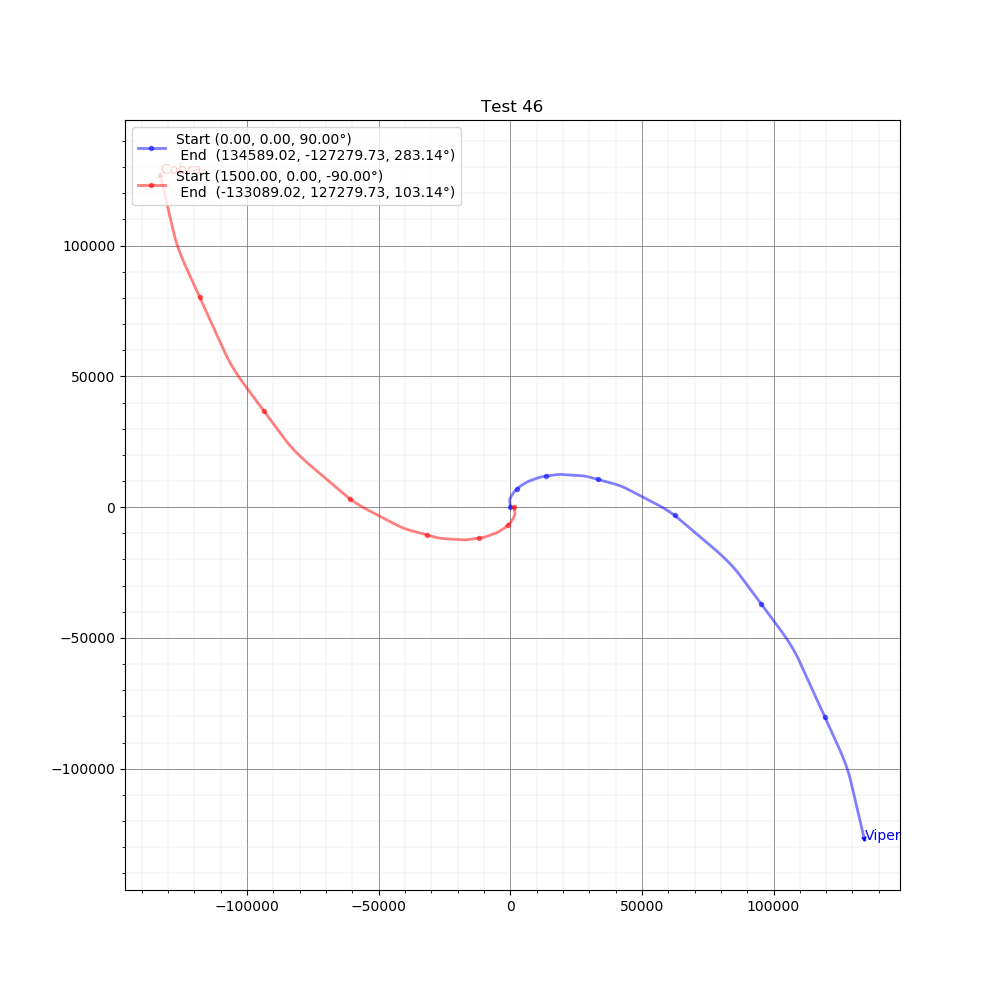 Test 46
Start (0.00, 0.00, 90.00°)
End  (134589.02, -127279.73, 283.14°)
Cobra
Start (1500.00, 0.00, -90.00°)
End  (-133089.02, 127279.73, 103.14°)
100000
50000
0
−50000
−100000
Viper
−100000
−50000
0
50000
100000